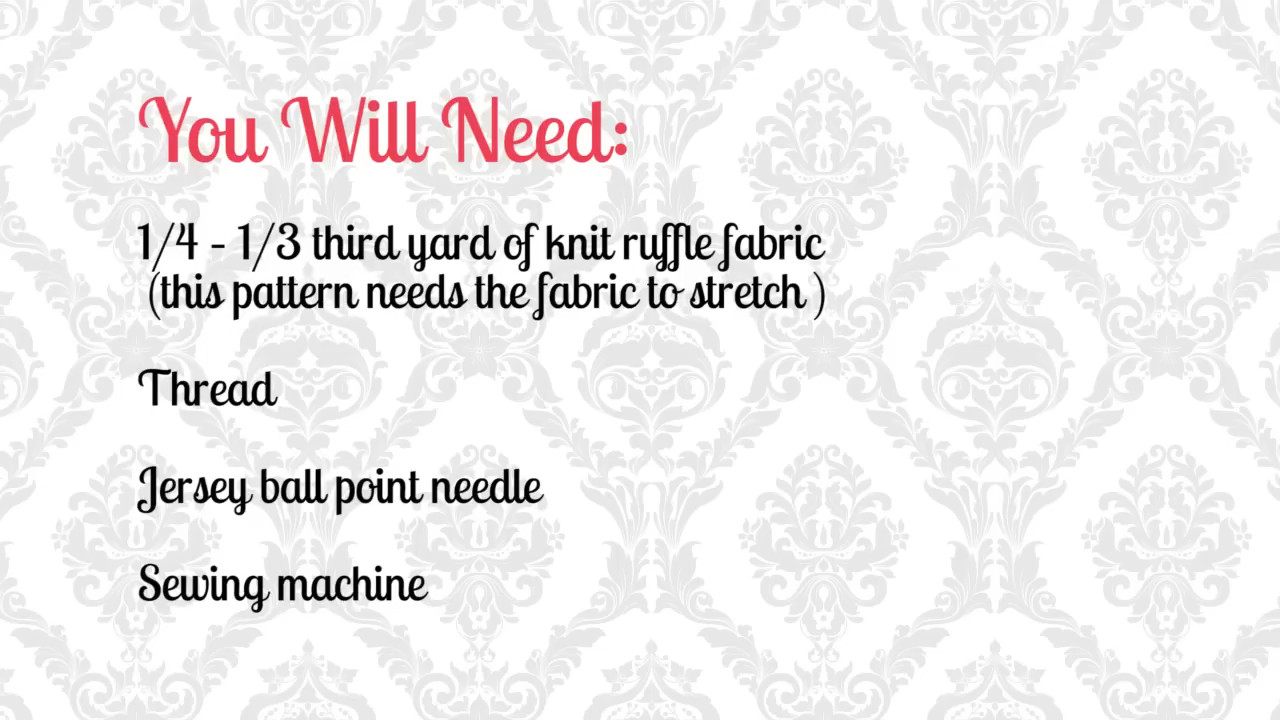 You Will Need:
1/4 - 1/3 third yard of knit ruffle fabric
(this pattern needs the fabric to stretch )
Thread
Jersey ball point needle
Sewing machine